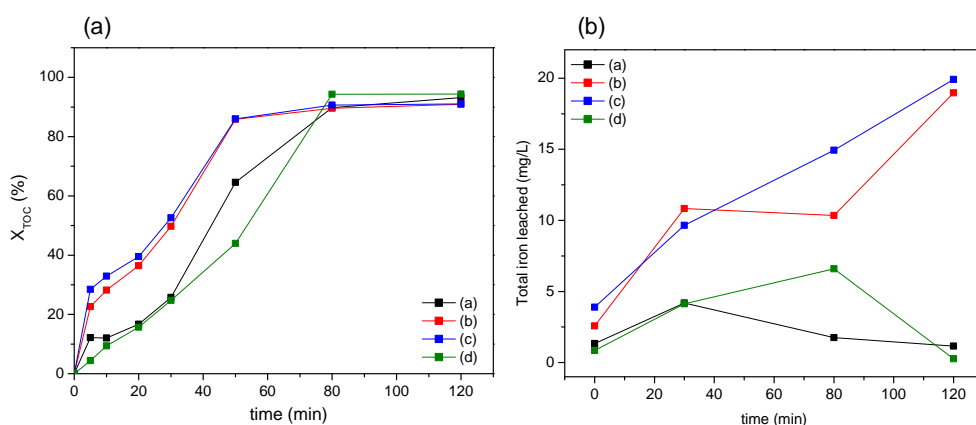 (a)
100
80
60
40
20
0
X_TOC (%)
0 20 40 60 80 100 120
time (min)
(a)
(b)
(c)
(d)
(b)
20
15
10
5
0
Total iron leached (mg/L)
0 20 40 60 80 100 120
time (min)
(a)
(b)
(c)
(d)